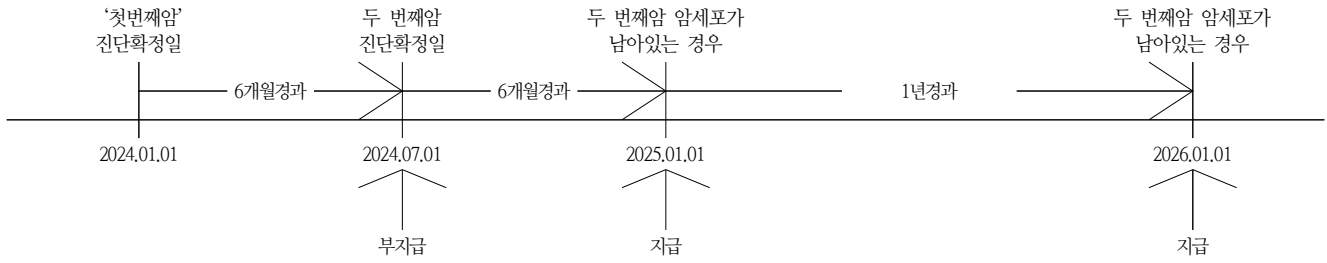 ‘첫번째암’
진단확정일
두 번째암
진단확정일
두 번째암 암세포가
남아있는 경우
두 번째암 암세포가
남아있는 경우
6개월경과
6개월경과
1년경과
2024.01.01
2024.07.01
2025.01.01
2026.01.01
부지급
지급
지급